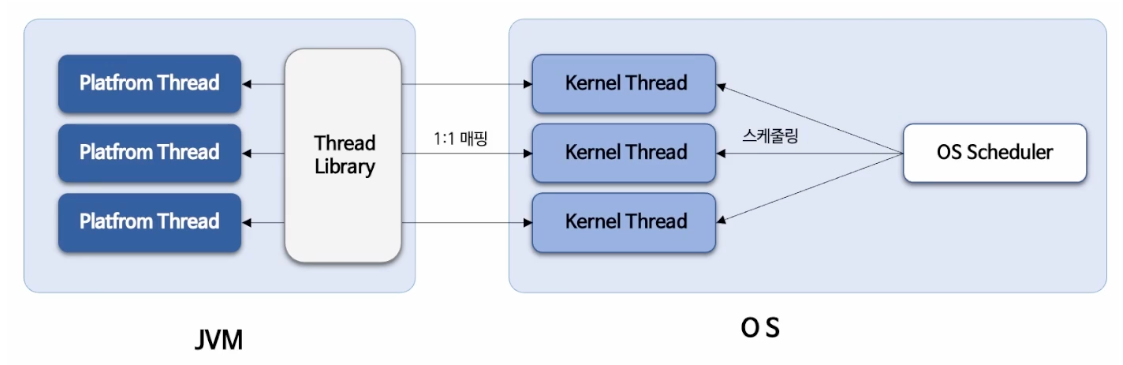 Platfrom Thread
Platfrom Thread
Platfrom Thread
Thread
Library
1:1 매핑
Kernel Thread
Kernel Thread
Kernel Thread
스케줄링
OS Scheduler
JVM
OS